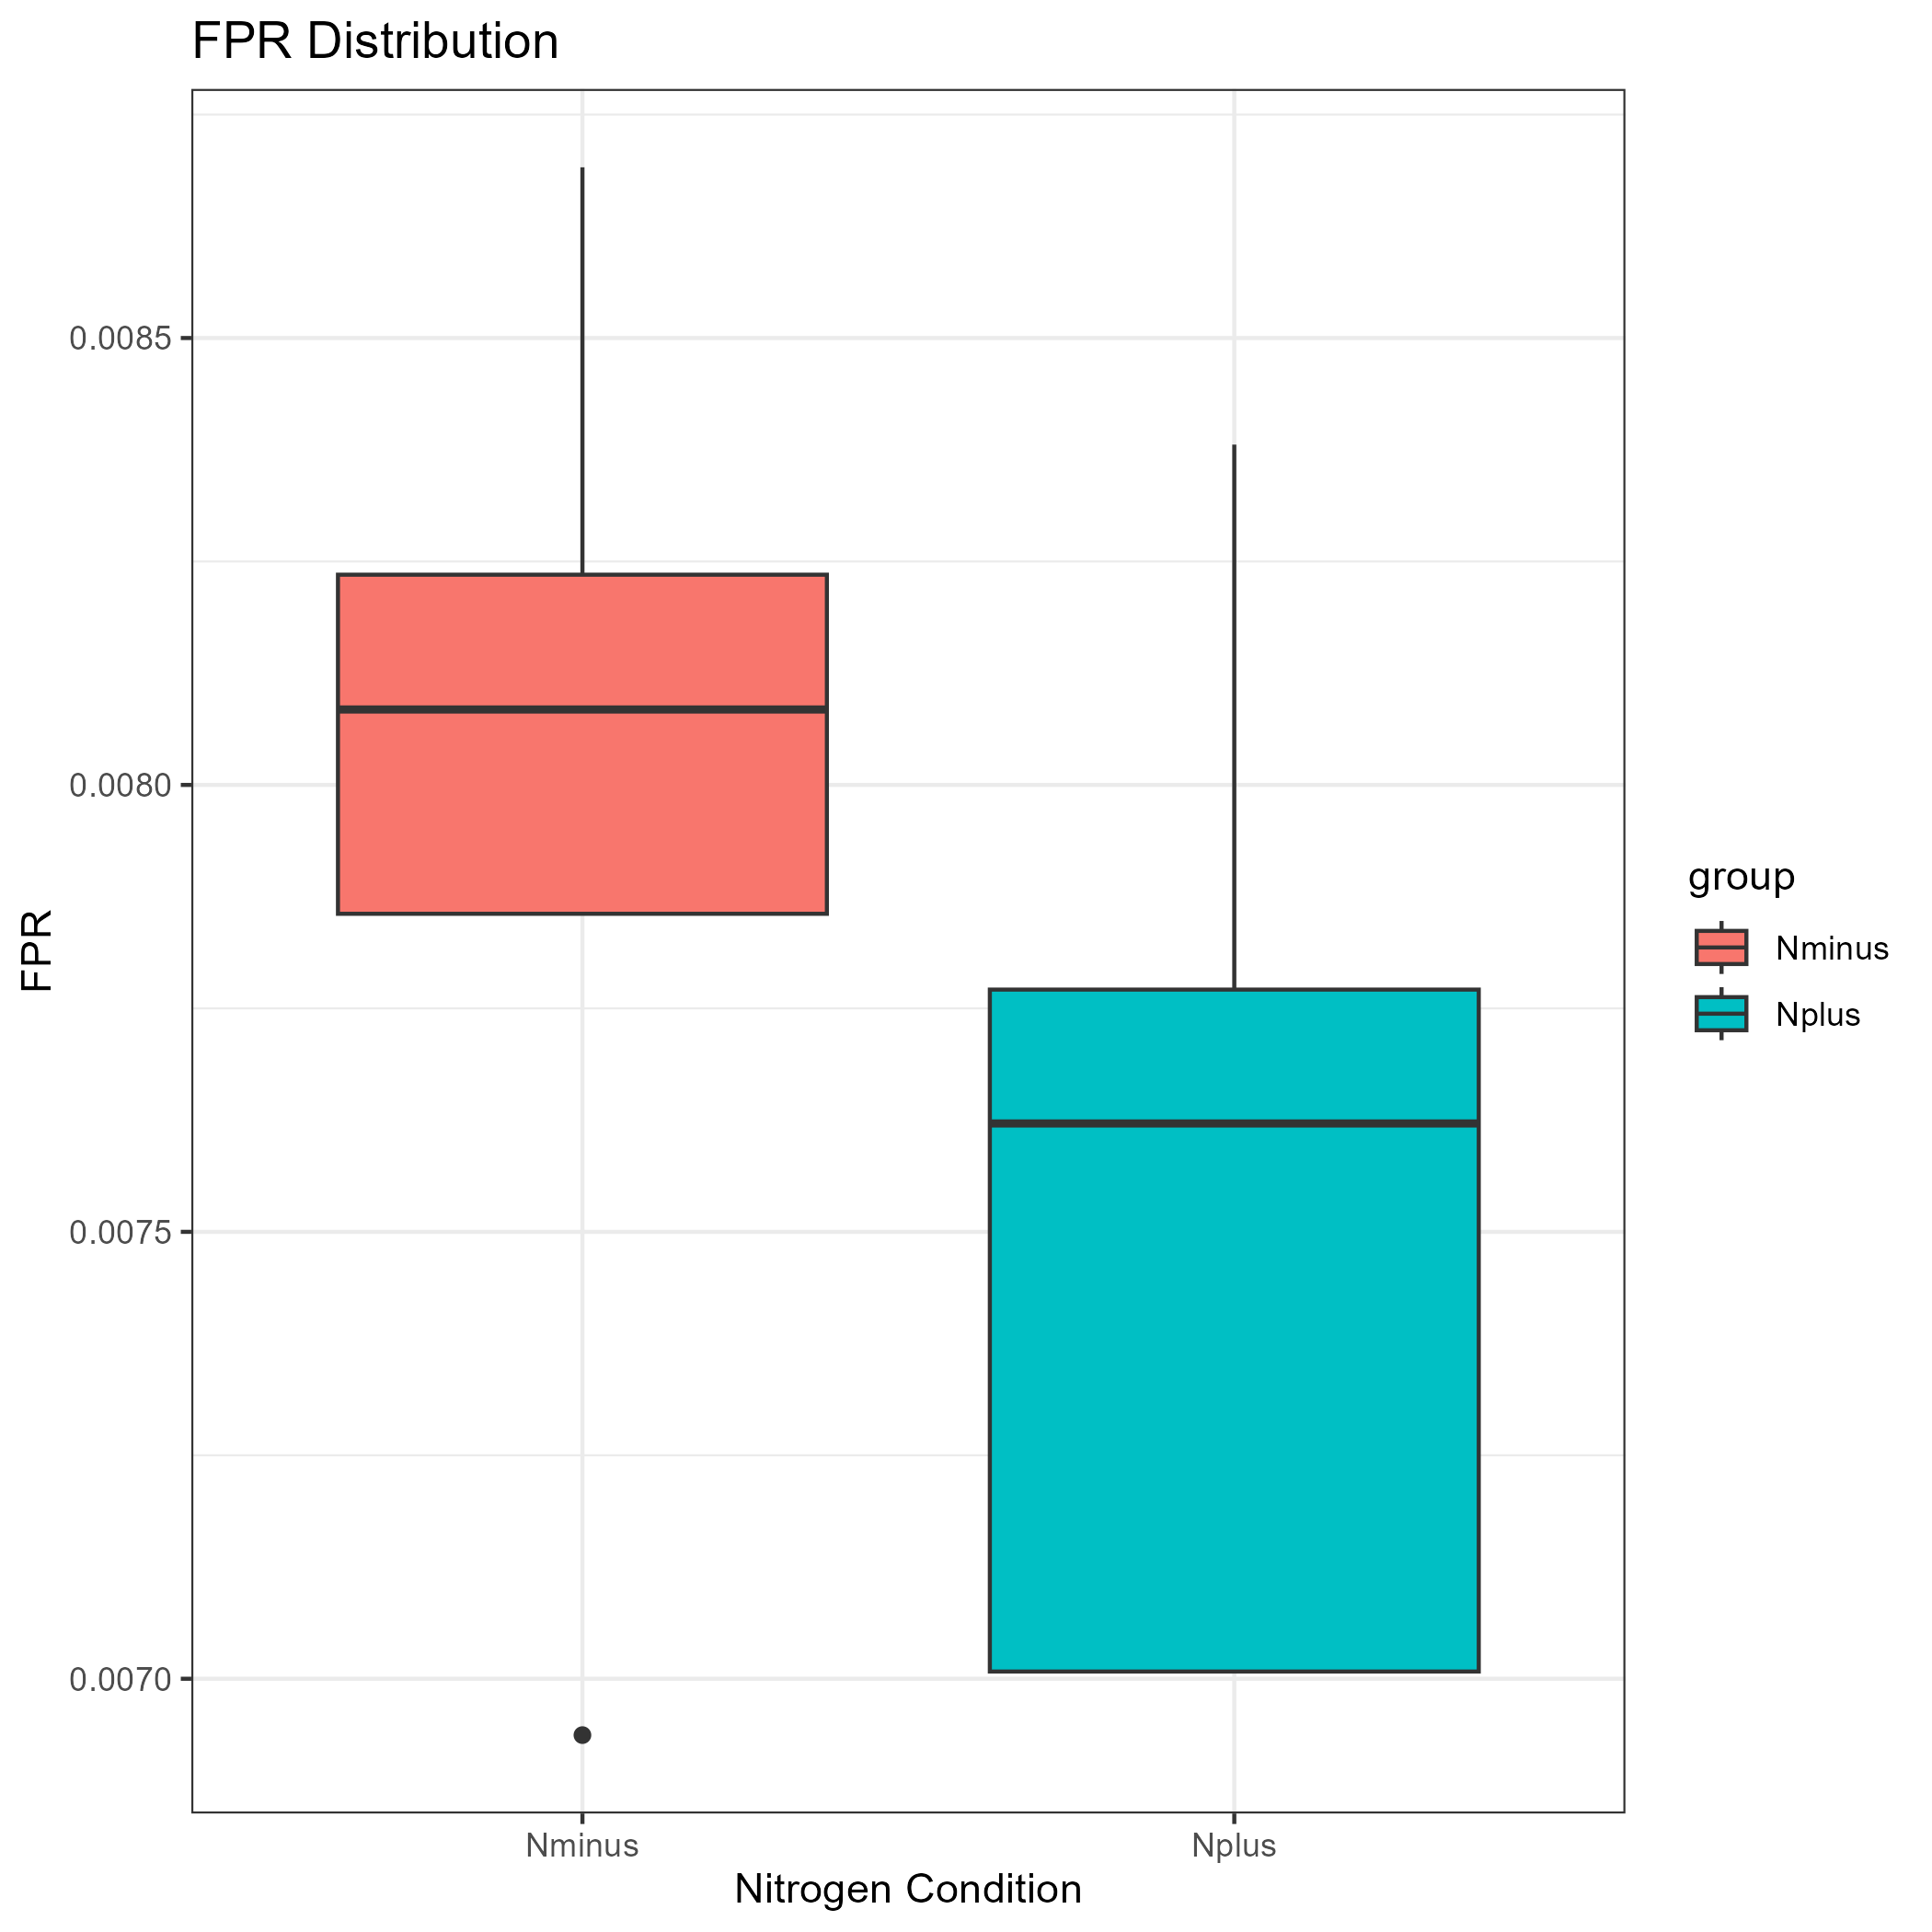 FPR Distribution
0.0085
0.0080
0.0075
0.0070
FPR
Nminus
Nplus
Nitrogen Condition
group
Nminus
Nplus